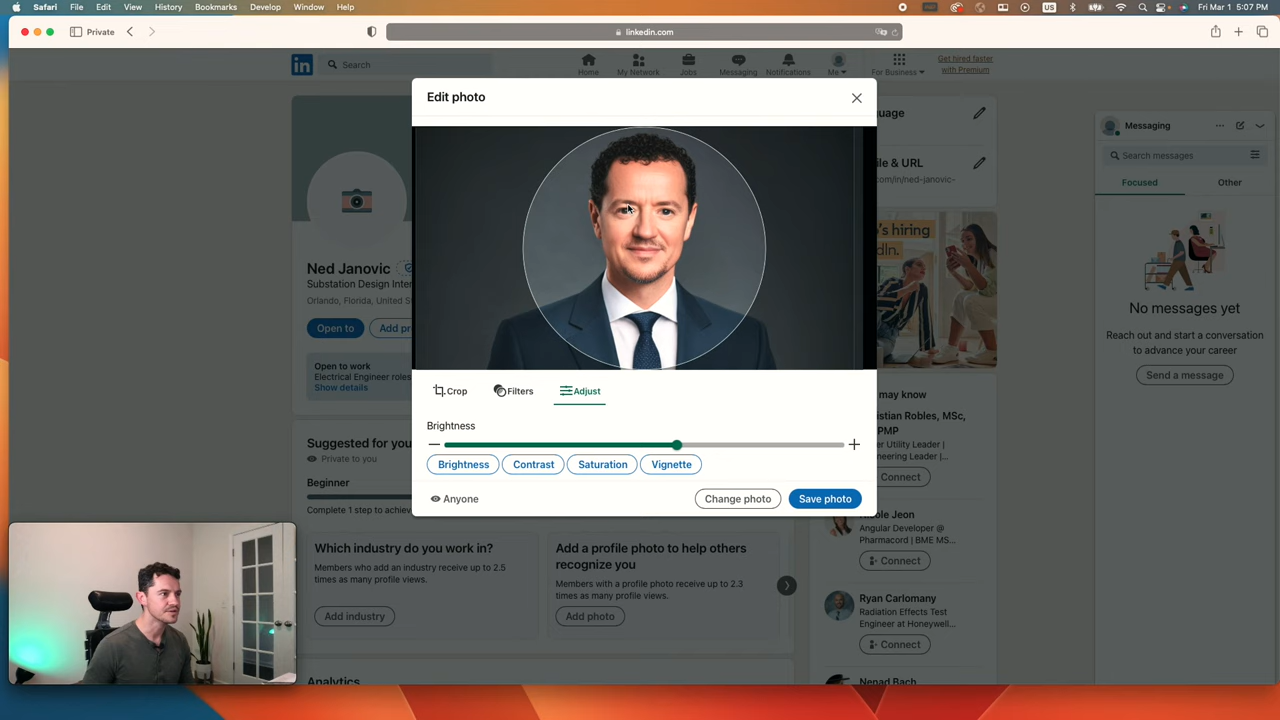 Safari File Edit View History Bookmarks Develop Window Help
US
Fri Mar 1 5:07 PM
Private
linkedin.com
in
Search
Home
My Network
Jobs
Messaging
Notifications
Me
For Business
Get hired faster
with Premium
Edit photo
Ned Janovic
Substation Design Inter
Orlando, Florida, United S
Open to
Add pr
Open to work
Electrical Engineer roles
Show details
Suggested for you
Private to you
Beginner
Complete 1 step to achiev
Crop
Filters
Adjust
Brightness
Brightness
Contrast
Saturation
Vignette
Anyone
Change photo
Save photo
Which industry do you work in?
Members who add an industry receive up to 2.5
times as many profile views.
Add industry
Add a profile photo to help others
recognize you
Members with a profile photo receive up to 2.3
times as many profile views.
Add photo
Analytics
uage
ile & URL
com/in/ned-janovic-
's hiring
dIn.
may know
stian Robles, MSc,
PMP
er Utility Leader |
neering Leader |...
Connect
ole Jeon
Angular Developer @
Pharmacord | BME MS...
Connect
Ryan Carlomany
Radiation Effects Test
Engineer at Honeywell...
Connect
Nenad Bach
Messaging
Search messages
Focused
Other
No messages yet
Reach out and start a conversation
to advance your career
Send a message